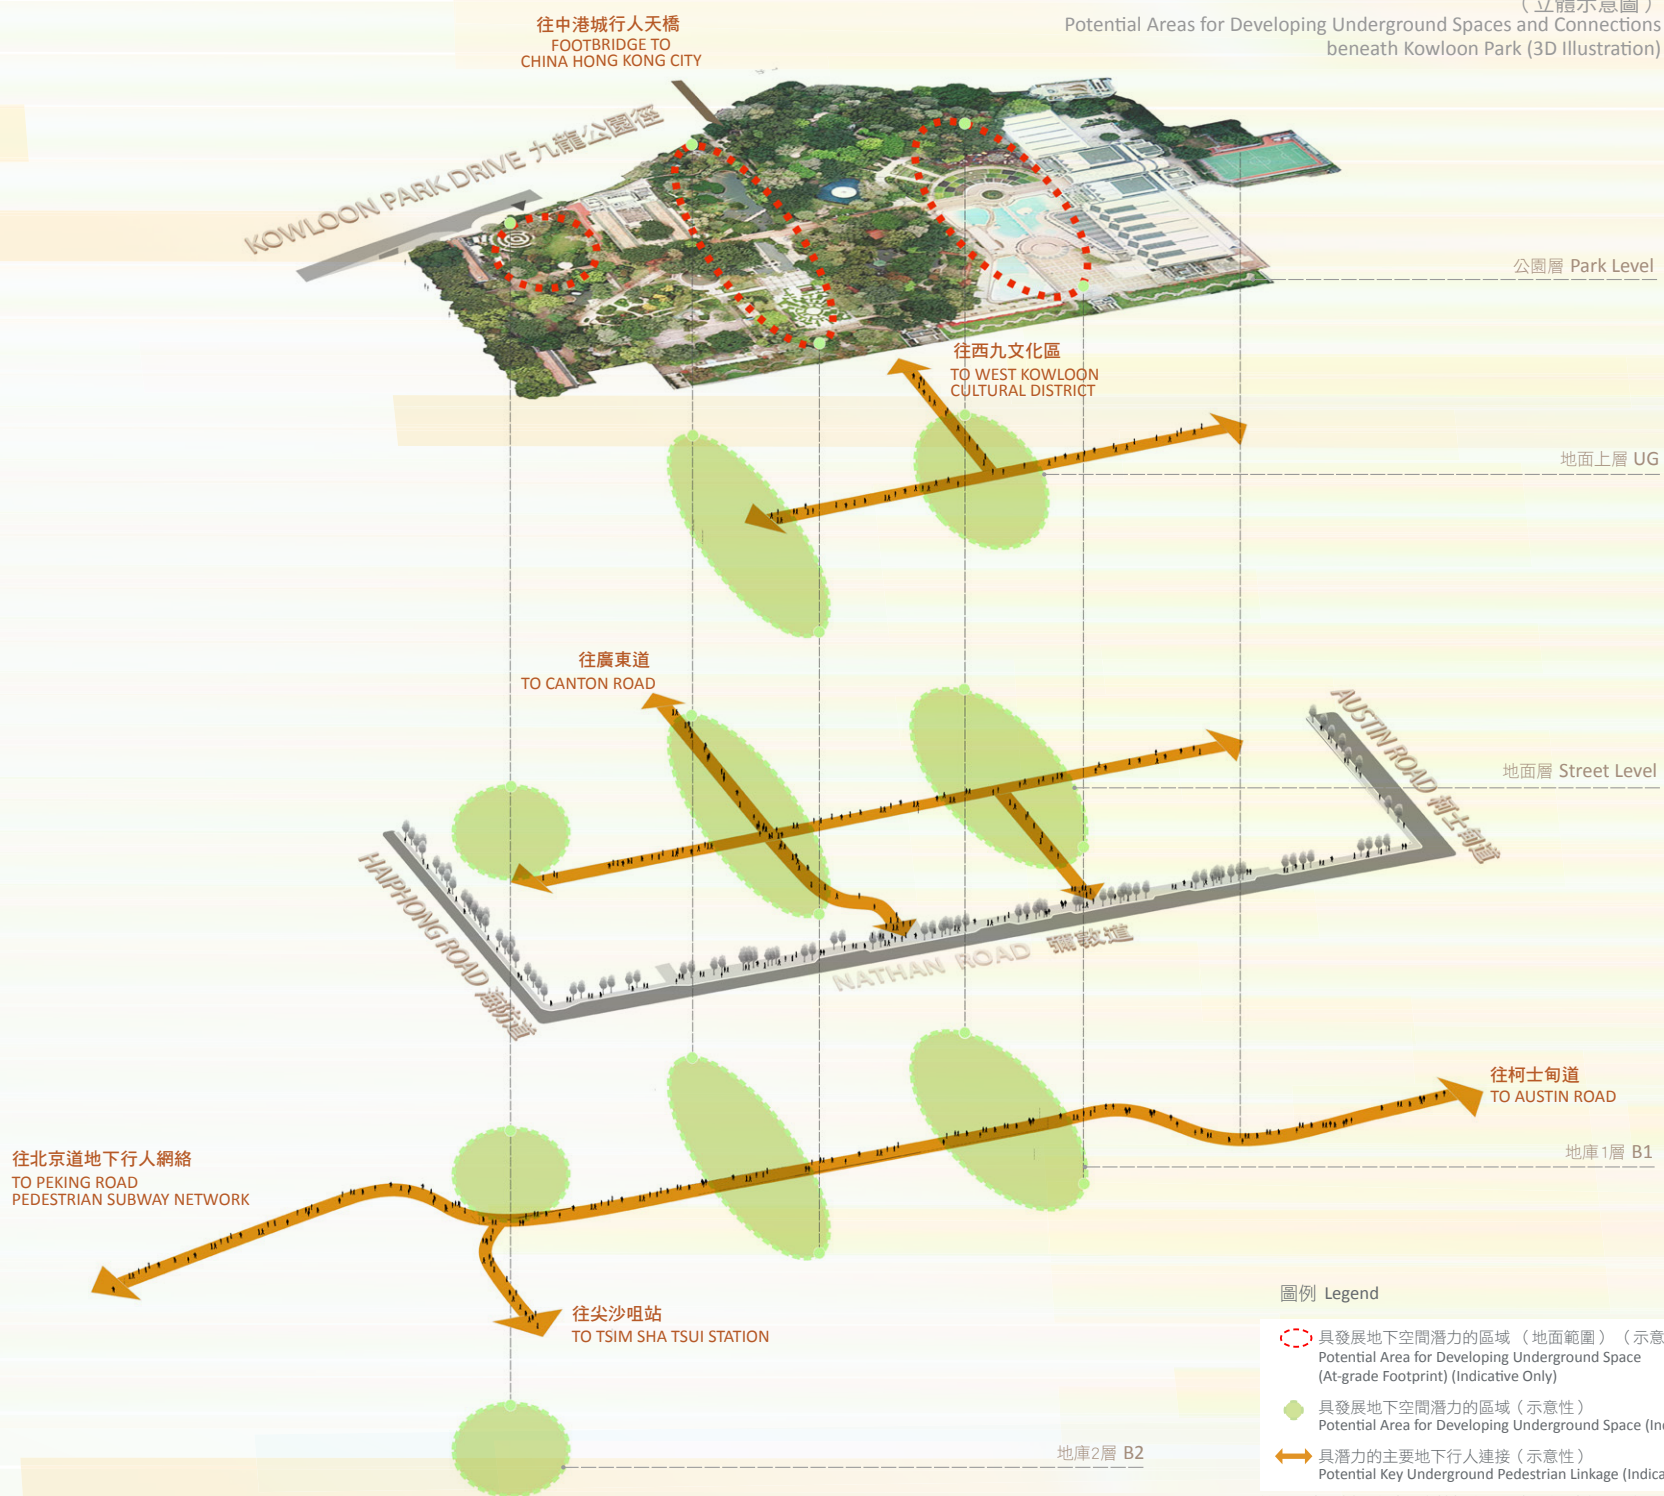 （立體示意圖）
Potential Areas for Developing Underground Spaces and Connections
beneath Kowloon Park (3D Illustration)
往中港城行人天橋
FOOTBRIDGE TO
CHINA HONG KONG CITY
KOWLOON PARK DRIVE 九龍公園徑
公園層 Park Level
往西九文化區
TO WEST KOWLOON
CULTURAL DISTRICT
地面上層 UG
往廣東道
TO CANTON ROAD
AUSTIN ROAD 柯士甸道
地面層 Street Level
HAIPHONG ROAD 海防道
NATHAN ROAD 彌敦道
往柯士甸道
TO AUSTIN ROAD
地庫1層 B1
往北京道地下行人網絡
TO PEKING ROAD
PEDESTRIAN SUBWAY NETWORK
往尖沙咀站
TO TSIM SHA TSUI STATION
地庫2層 B2
圖例 Legend
具發展地下空間潛力的區域（地面範圍）（示意
Potential Area for Developing Underground Space
(At-grade Footprint) (Indicative Only)
具發展地下空間潛力的區域（示意性）
Potential Area for Developing Underground Space
具潛力的主要地下行人連接（示意性）
Potential Key Underground Pedestrian Linkage